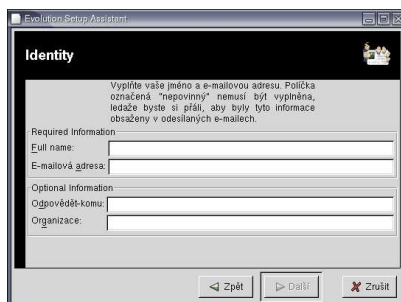 Evolution Setup Assistant
Identity
Vyplňte vaše jméno a e-mailovou adresu. Políčka
označená "nepovinný" nemusí být vyplněna,
ledaže byste si přáli, aby byly tyto informace
obsaženy v odesílaných e-mailech.
Required Information
Full name:
E-mailová adresa:
Optional Information
Odpovědět-komu:
Organizace:
Zpět
Další
Zrušit